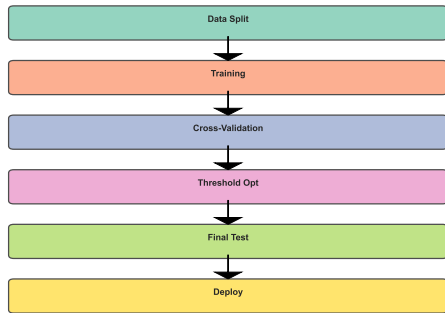 Data Split
Training
Cross-Validation
Threshold Opt
Final Test
Deploy